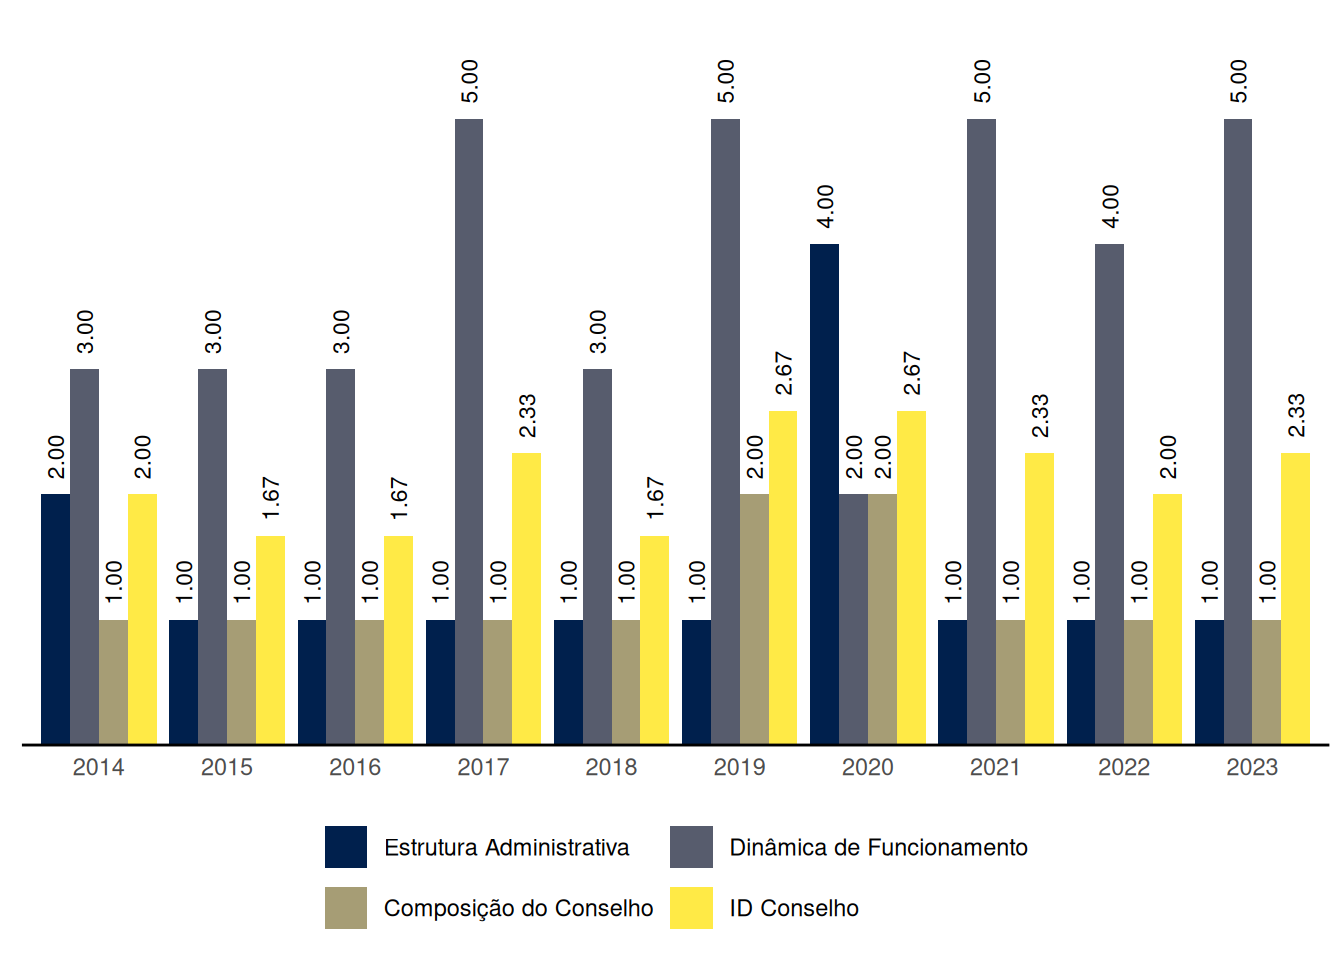 2.00 3.00 1.00 2.00
1.00 3.00 1.00 1.67
1.00 3.00 1.00 1.67
1.00 5.00 1.00 2.33
1.00 3.00 1.00 1.67
1.00 5.00 2.00 2.67
4.00 2.00 2.00 2.67
1.00 5.00 1.00 2.33
1.00 4.00 1.00 2.00
1.00 5.00 1.00 2.33
2014 2015 2016 2017 2018 2019 2020 2021 2022 2023
Estrutura Administrativa Dinâmica de Funcionamento
Composição do Conselho ID Conselho